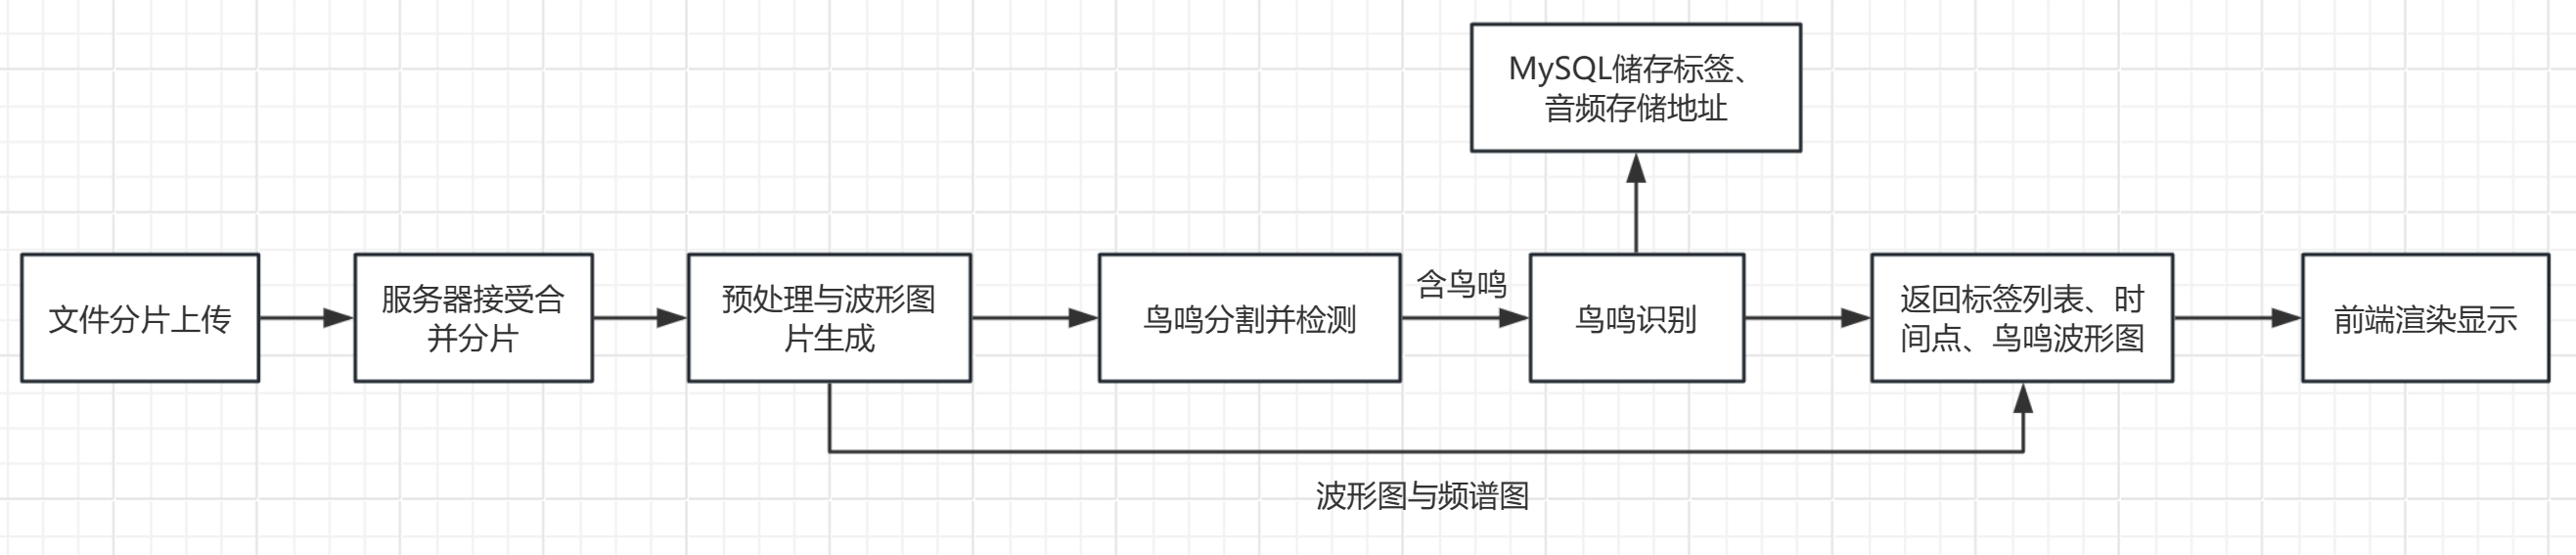 MySQL储存标签、
音频存储地址
文件分片上传
服务器接受合
并分片
预处理与波形图
片生成
鸟鸣分割并检测
含鸟鸣
鸟鸣识别
返回标签列表、时
间点、鸟鸣波形图
前端渲染显示
波形图与频谱图